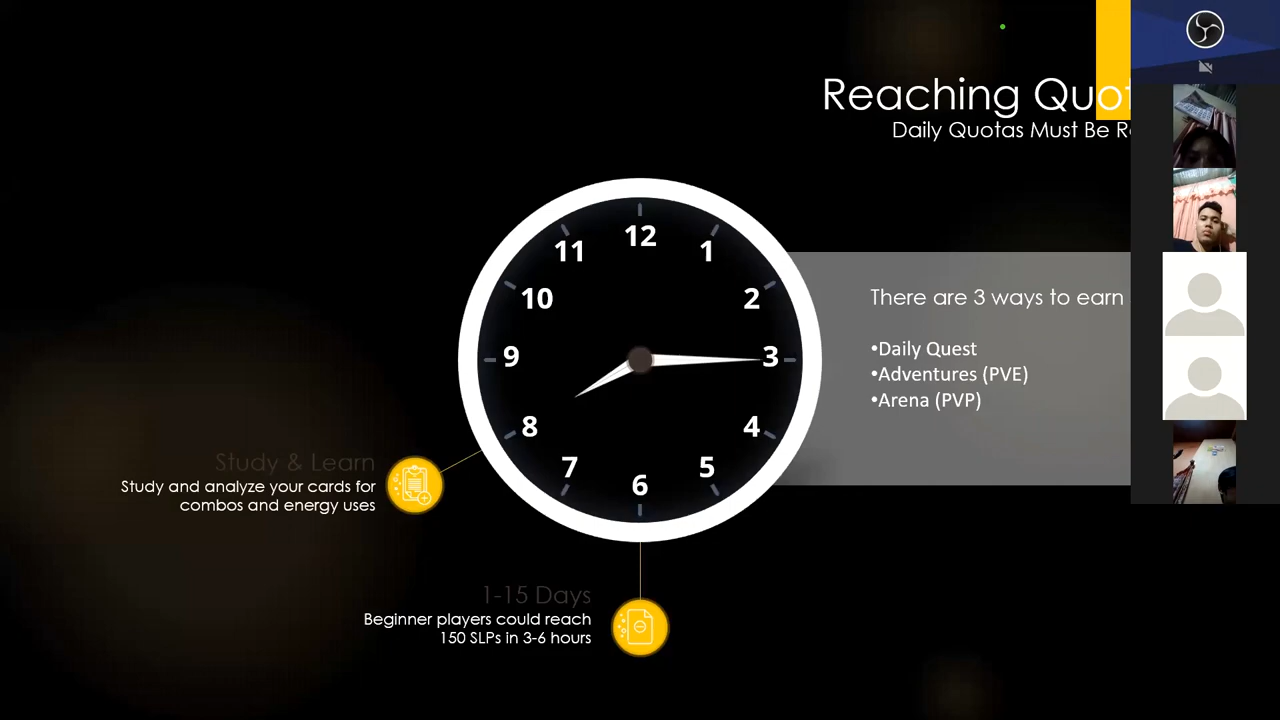 Reaching Quot
Daily Quotas Must Be R
12
1
2
3
4
5
6
7
8
9
10
11
There are 3 ways to earn
•Daily Quest
•Adventures (PVE)
•Arena (PVP)
Study & Learn
Study and analyze your cards for
combos and energy uses
1-15 Days
Beginner players could reach
150 SLPs in 3-6 hours